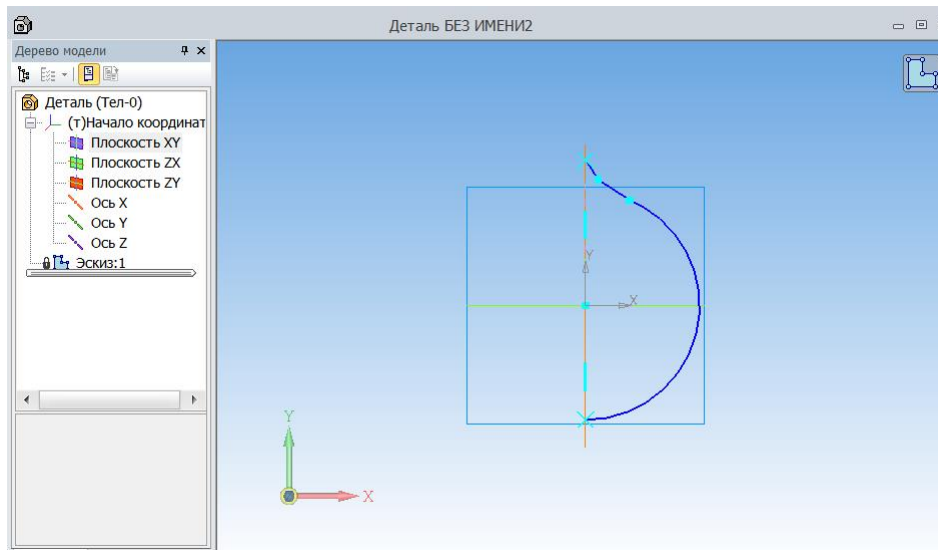 Деталь БЕЗ ИМЕНИ2
Дерево модели
Деталь (Тел-0)
(т)Начало координат
Плоскость XY
Плоскость ZX
Плоскость ZY
Ось X
Ось Y
Ось Z
Эскиз:1
Y
X
Y
X